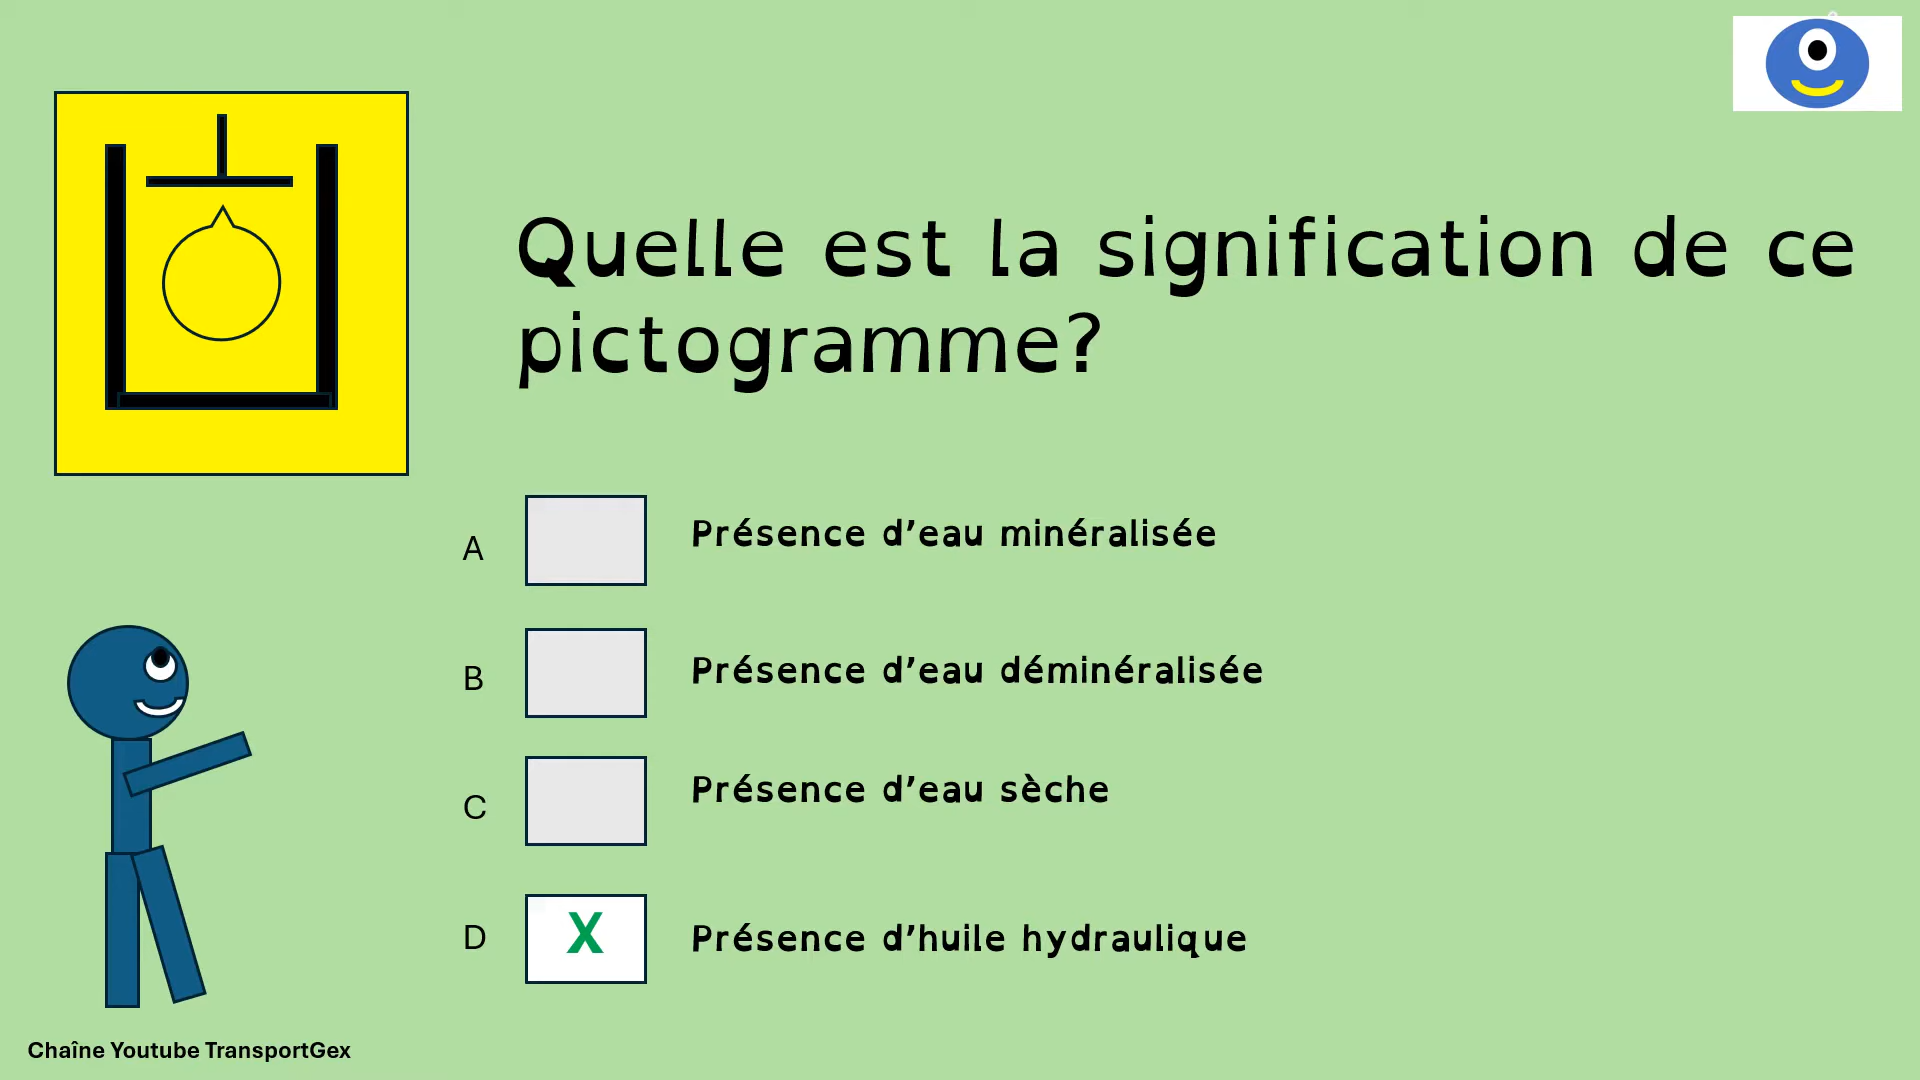 Quelle est la signification de ce
pictogramme?
A Présence d'eau minéralisée
B Présence d'eau déminéralisée
C Présence d'eau sèche
D X Présence d'huile hydraulique
Chaîne Youtube TransportGex